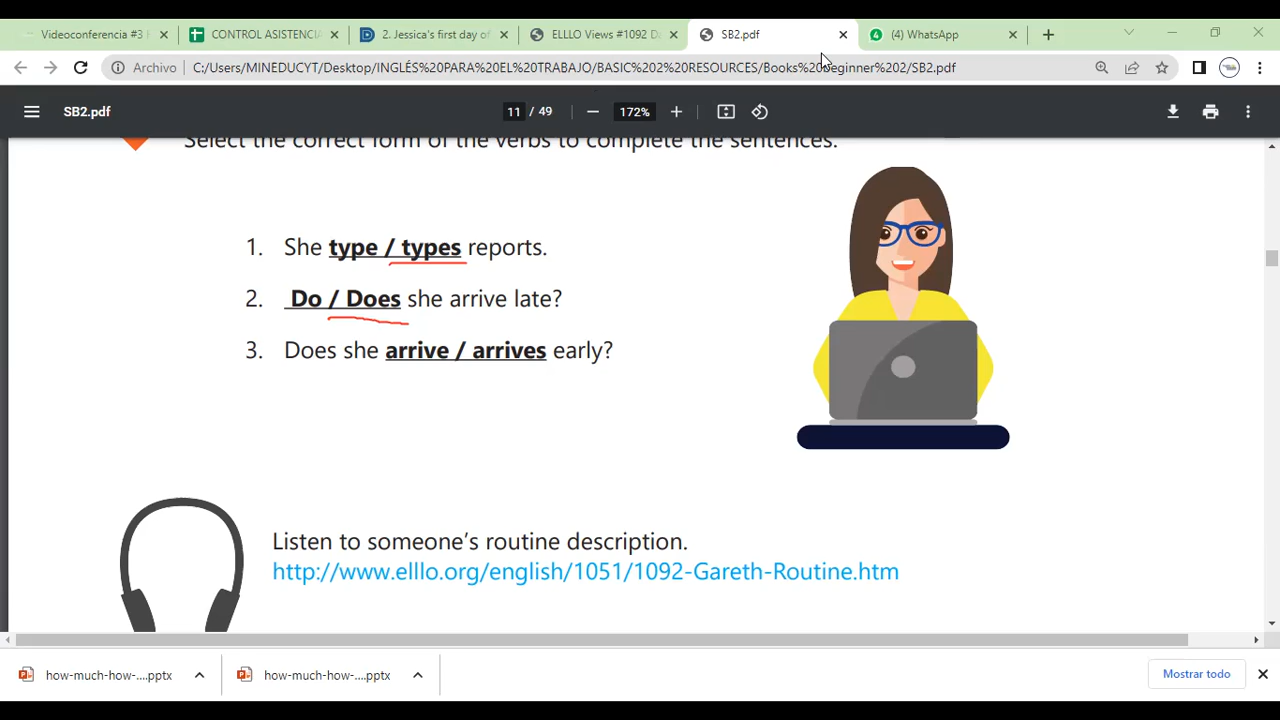 Videoconferencia #3
CONTROL ASISTENCIA
2. Jessica's first day of
ELLLO Views #1092 Da
SB2.pdf
(4) WhatsApp
Archivo
C:/Users/MINEDUCYT/Desktop/INGLÉS%20PARA%20EL%20TRABAJO/BASIC%202%20RESOURCES/Books%20Beginner%202/SB2.pdf
SB2.pdf
11 / 49
172%
Select the correct form of the verbs to complete the sentences.
1. She type / types reports.
2. Do / Does she arrive late?
3. Does she arrive / arrives early?
Listen to someone's routine description.
http://www.elllo.org/english/1051/1092-Gareth-Routine.htm
how-much-how-....pptx
how-much-how-....pptx
Mostrar todo